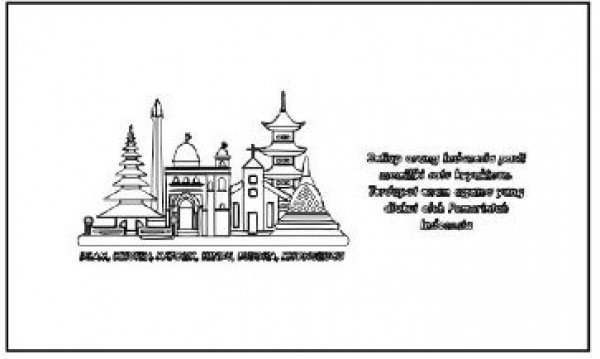 ISLAM, KRISTEN, KATOLIK, HINDU, BUDDHA, KHONGHUCU
Setiap orang Indonesia pasti
memiliki satu keyakinan.
Terdapat enam agama yang
diakui oleh Pemerintah
Indonesia